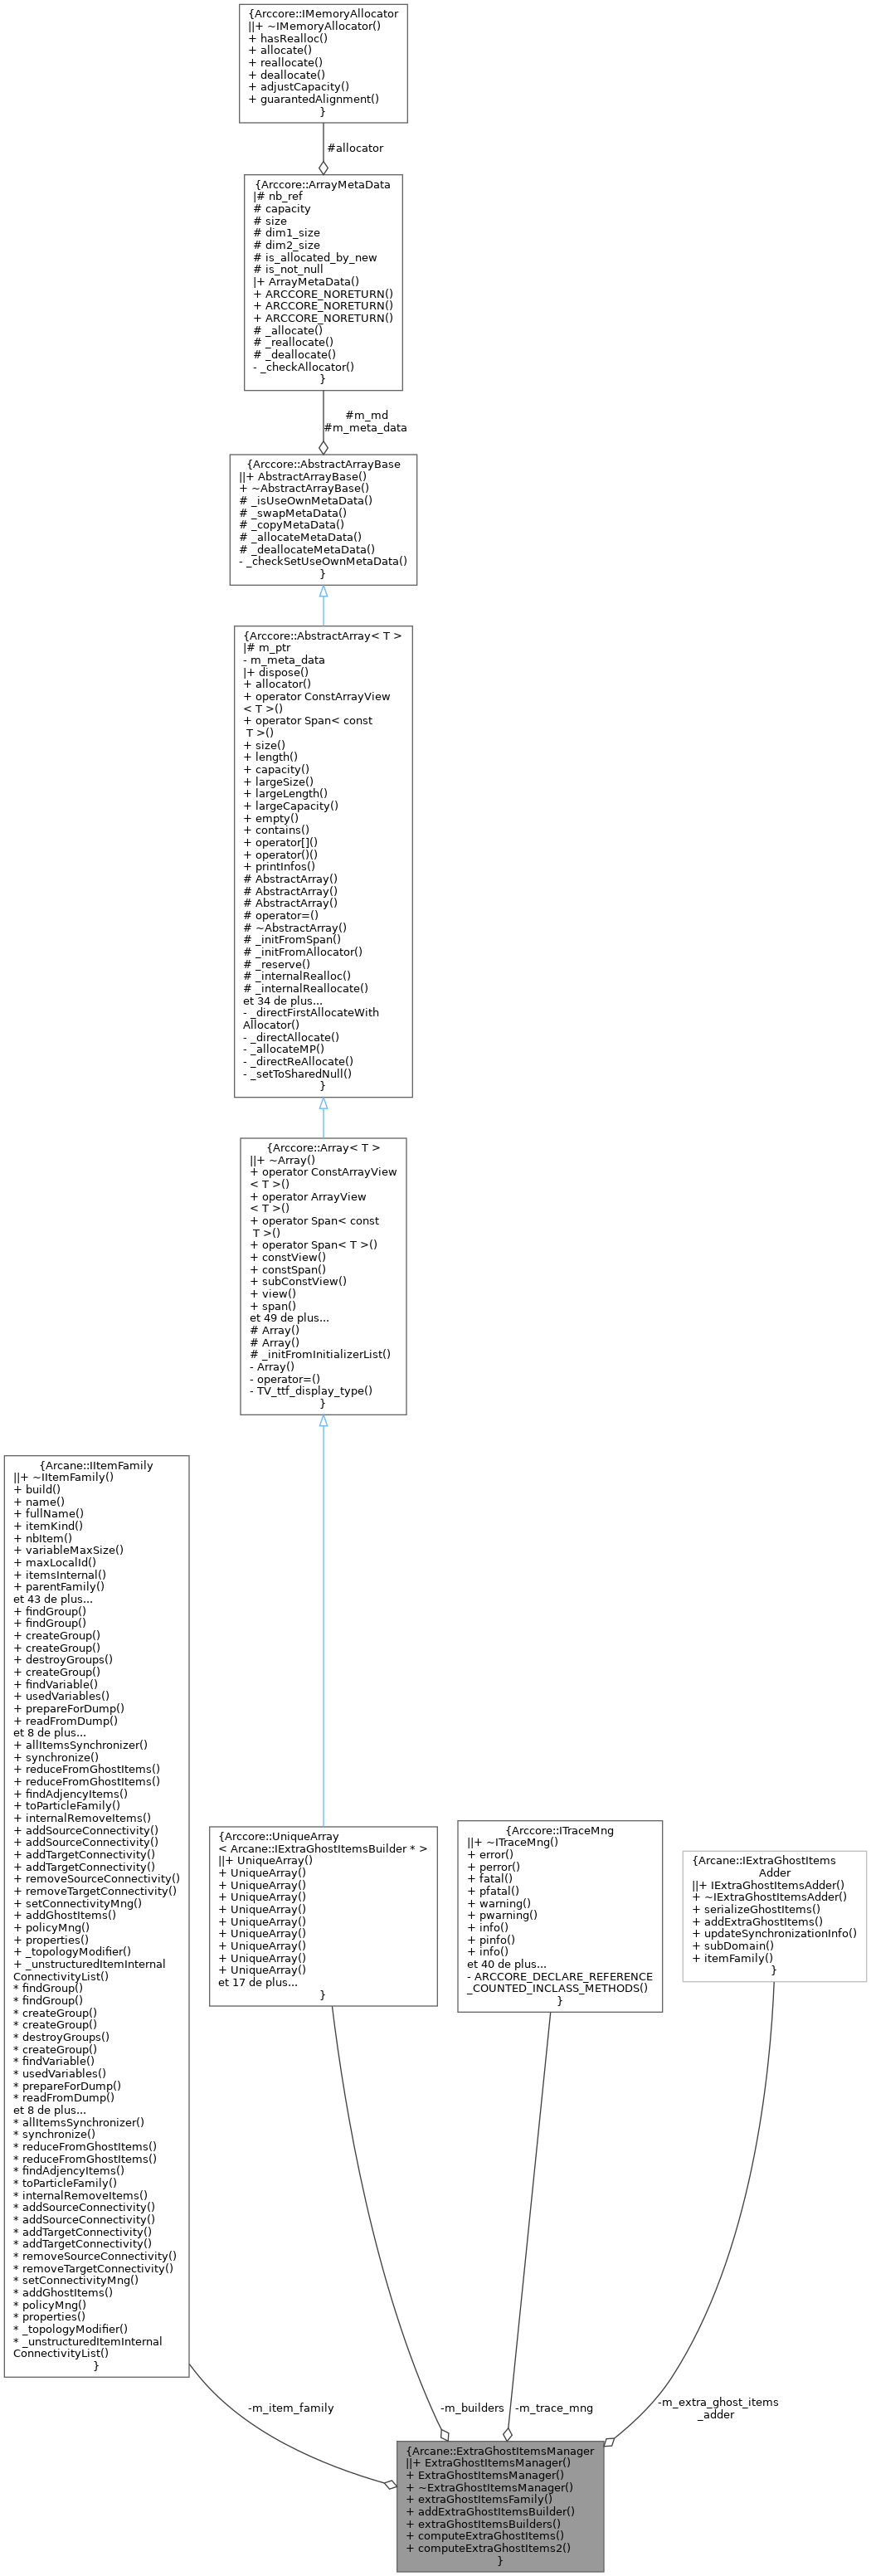 {Arccore::IMemoryAllocator
||+ ~IMemoryAllocator()
+ hasRealloc()
+ allocate()
+ reallocate()
+ deallocate()
+ adjustCapacity()
+ guarantedAlignment()
}
#allocator
{Arccore::ArrayMetaData
|# nb_ref
# capacity
# size
# dim1_size
# dim2_size
# is_allocated_by_new
# is_not_null
|+ ArrayMetaData()
+ ARCCORE_NORETURN()
+ ARCCORE_NORETURN()
+ ARCCORE_NORETURN()
# _allocate()
# _reallocate()
# _deallocate()
- _checkAllocator()
}
#m_md
#m_meta_data
{Arccore::AbstractArrayBase
||+ AbstractArrayBase()
+ ~AbstractArrayBase()
# _isUseOwnMetaData()
# _swapMetaData()
# _copyMetaData()
# _allocateMetaData()
# _deallocateMetaData()
- _checkSetUseOwnMetaData()
}
{Arccore::AbstractArray< T >
|# m_ptr
- m_meta_data
|+ dispose()
+ allocator()
+ operator ConstArrayView
< T >()
+ operator Span< const
T >()
+ size()
+ length()
+ capacity()
+ largeSize()
+ largeLength()
+ largeCapacity()
+ empty()
+ contains()
+ operator[]()
+ operator()()
+ printInfos()
# AbstractArray()
# AbstractArray()
# AbstractArray()
# operator=()
# ~AbstractArray()
# _initFromSpan()
# _initFromAllocator()
# _reserve()
# _internalRealloc()
# _internalReallocate()
et 34 de plus...
- _directFirstAllocateWith
Allocator()
- _directAllocate()
- _allocateMP()
- _directReAllocate()
- _setToSharedNull()
}
{Arccore::Array< T >
||+ ~Array()
+ operator ConstArrayView
< T >()
+ operator ArrayView
< T >()
+ operator Span< const
T >()
+ operator Span< T >()
+ constView()
+ constSpan()
+ subConstView()
+ view()
+ span()
et 49 de plus...
# Array()
# Array()
# _initFromInitializerList()
- Array()
- operator=()
- TV_ttf_display_type()
}
{Arcane::IItemFamily
||+ ~IItemFamily()
+ build()
+ name()
+ fullName()
+ itemKind()
+ nbItem()
+ variableMaxSize()
+ maxLocalId()
+ itemsInternal()
+ parentFamily()
et 43 de plus...
+ findGroup()
+ findGroup()
+ createGroup()
+ createGroup()
+ destroyGroups()
+ createGroup()
+ findVariable()
+ usedVariables()
+ prepareForDump()
+ readFromDump()
et 8 de plus...
+ allItemsSynchronizer()
+ synchronize()
+ reduceFromGhostItems()
+ reduceFromGhostItems()
+ findAdjencyItems()
+ toParticleFamily()
+ internalRemoveItems()
+ addSourceConnectivity()
+ addSourceConnectivity()
+ addTargetConnectivity()
+ addTargetConnectivity()
+ removeSourceConnectivity()
+ removeTargetConnectivity()
+ setConnectivityMng()
+ addGhostItems()
+ policyMng()
+ properties()
+ _topologyModifier()
+ _unstructuredItemInternal
ConnectivityList()
* findGroup()
* findGroup()
* createGroup()
* createGroup()
* destroyGroups()
* createGroup()
* findVariable()
* usedVariables()
* prepareForDump()
* readFromDump()
et 8 de plus...
* allItemsSynchronizer()
* synchronize()
* reduceFromGhostItems()
* reduceFromGhostItems()
* findAdjencyItems()
* toParticleFamily()
* internalRemoveItems()
* addSourceConnectivity()
* addSourceConnectivity()
* addTargetConnectivity()
* addTargetConnectivity()
* removeSourceConnectivity()
* removeTargetConnectivity()
* setConnectivityMng()
* addGhostItems()
* policyMng()
* properties()
* _topologyModifier()
* _unstructuredItemInternal
ConnectivityList()
}
{Arccore::UniqueArray
< Arcane::IExtraGhostItemsBuilder * >
||+ UniqueArray()
+ UniqueArray()
+ UniqueArray()
+ UniqueArray()
+ UniqueArray()
+ UniqueArray()
+ UniqueArray()
+ UniqueArray()
+ UniqueArray()
+ UniqueArray()
et 17 de plus...
}
{Arccore::ITraceMng
||+ ~ITraceMng()
+ error()
+ perror()
+ fatal()
+ pfatal()
+ warning()
+ pwarning()
+ info()
+ pinfo()
+ info()
et 40 de plus...
- ARCCORE_DECLARE_REFERENCE
_COUNTED_INCLASS_METHODS()
}
{Arcane::IExtraGhostItems
Adder
||+ IExtraGhostItemsAdder()
+ ~IExtraGhostItemsAdder()
+ serializeGhostItems()
+ addExtraGhostItems()
+ updateSynchronizationInfo()
+ subDomain()
+ itemFamily()
}
-m_item_family
-m_builders
-m_trace_mng
-m_extra_ghost_items
_adder
{Arcane::ExtraGhostItemsManager
||+ ExtraGhostItemsManager()
+ ExtraGhostItemsManager()
+ ~ExtraGhostItemsManager()
+ extraGhostItemsFamily()
+ addExtraGhostItemsBuilder()
+ extraGhostItemsBuilders()
+ computeExtraGhostItems()
+ computeExtraGhostItems2()
}